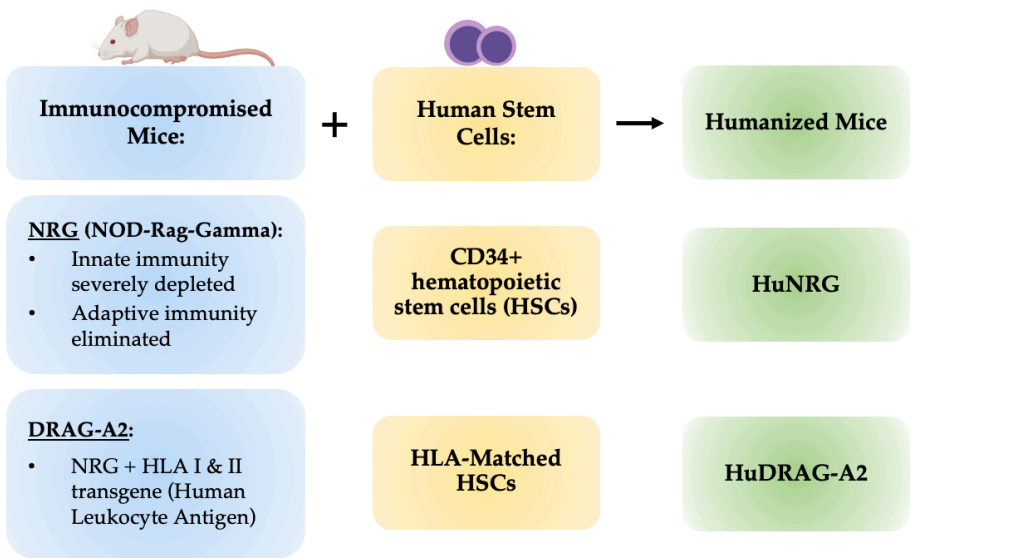 Immunocompromised
Mice:
+
Human Stem
Cells:
Humanized Mice
NRG (NOD-Rag-Gamma):
• Innate immunity
severely depleted
• Adaptive immunity
eliminated
CD34+
hematopoietic
stem cells (HSCs)
HuNRG
DRAG-A2:
• NRG + HLA I & II
transgene (Human
Leukocyte Antigen)
HLA-Matched
HSCs
HuDRAG-A2